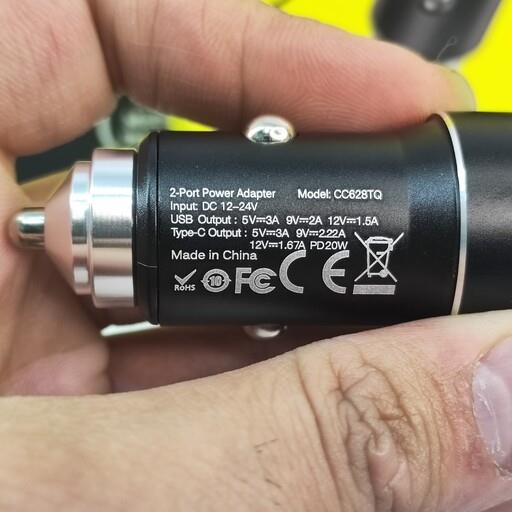 2-Port Power Adapter Model: CC628TQ
Input: DC 12-24V
USB Output : 5V⎓3A 9V⎓2A 12V⎓1.5A
Type-C Output : 5V⎓3A 9V⎓2.22A
12V⎓1.67A PD20W
Made in China
RoHS 10 FC CE